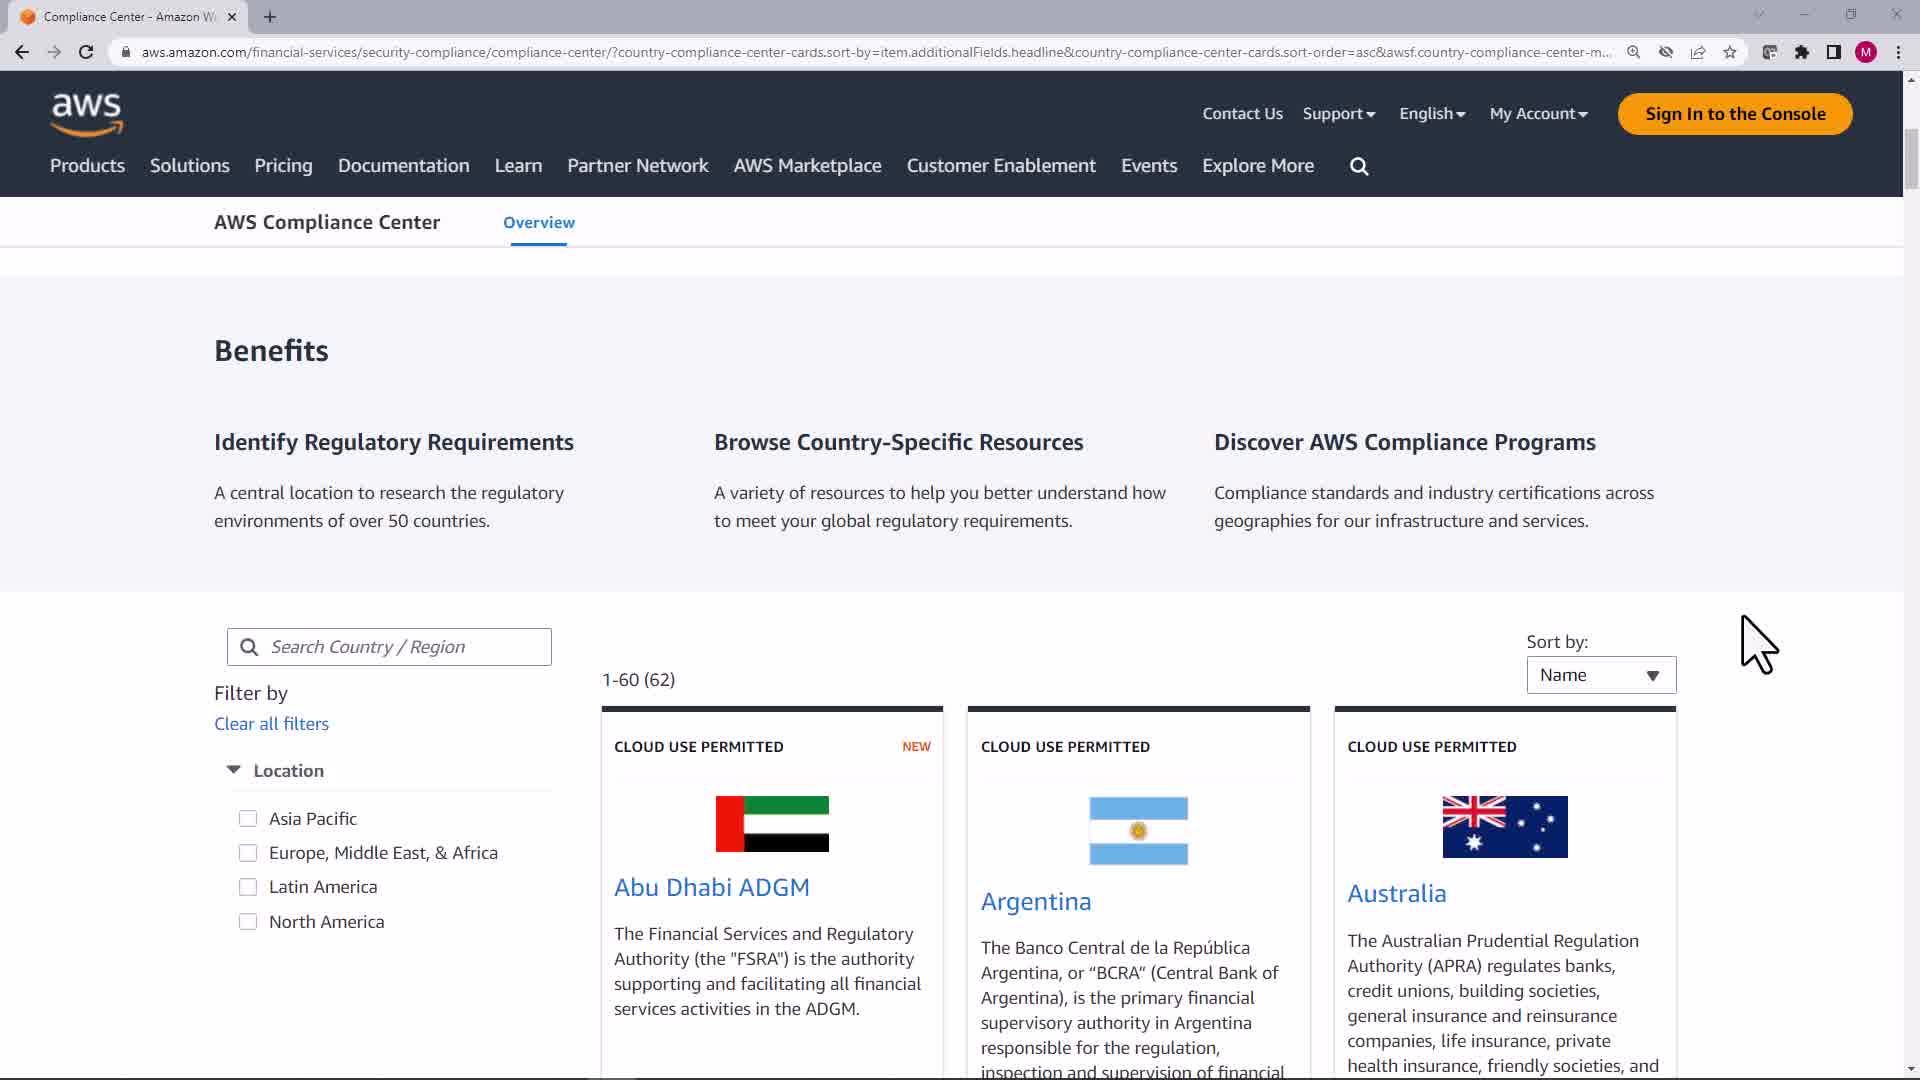 Compliance Center - Amazon W
aws.amazon.com/financial-services/security-compliance/compliance-center/?country-compliance-center-cards.sort-by=item.additionalFields.headline&country-compliance-center-cards.sort-order=asc&awsf.country-compliance-center-m...
M
aws
Contact Us Support English My Account Sign In to the Console
Products Solutions Pricing Documentation Learn Partner Network AWS Marketplace Customer Enablement Events Explore More
AWS Compliance Center Overview
Benefits
Identify Regulatory Requirements
A central location to research the regulatory
environments of over 50 countries.
Browse Country-Specific Resources
A variety of resources to help you better understand how
to meet your global regulatory requirements.
Discover AWS Compliance Programs
Compliance standards and industry certifications across
geographies for our infrastructure and services.
Search Country / Region
Filter by
Clear all filters
Location
Asia Pacific
Europe, Middle East, & Africa
Latin America
North America
1-60 (62)
Sort by:
Name
CLOUD USE PERMITTED NEW
Abu Dhabi ADGM
The Financial Services and Regulatory
Authority (the "FSRA") is the authority
supporting and facilitating all financial
services activities in the ADGM.
CLOUD USE PERMITTED
Argentina
The Banco Central de la República
Argentina, or “BCRA” (Central Bank of
Argentina), is the primary financial
supervisory authority in Argentina
responsible for the regulation,
inspection and supervision of financial
CLOUD USE PERMITTED
Australia
The Australian Prudential Regulation
Authority (APRA) regulates banks,
credit unions, building societies,
general insurance and reinsurance
companies, life insurance, private
health insurance, friendly societies, and